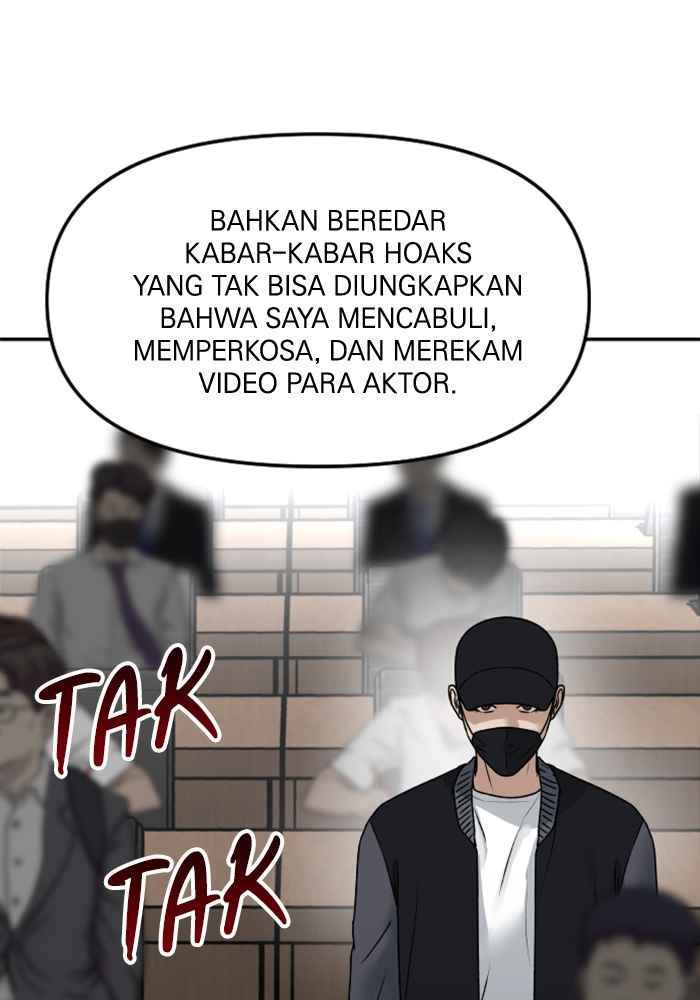 BAHKAN BEREDAR
KABAR-KABAR HOAKS
YANG TAK BISA DIUNGKAPKAN
BAHWA SAYA MENCABULI,
MEMPERKOSA, DAN MEREKAM
VIDEO PARA AKTOR.
TAK
TAK